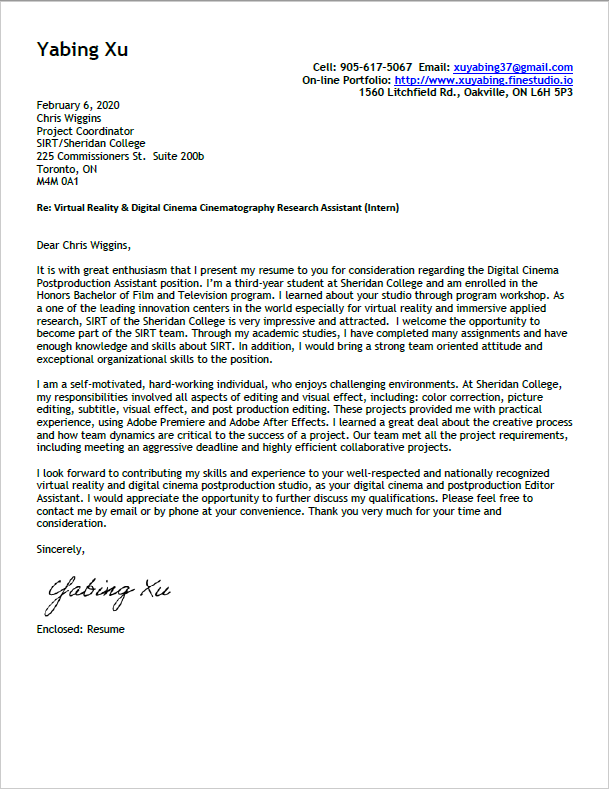 Yabing Xu
Cell: 905-617-5067 Email: xuyabing37@gmail.com
On-line Portfolio: http://www.xuyabing.finestudio.io
1560 Litchfield Rd., Oakville, ON L6H 5P3
February 6, 2020
Chris Wiggins
Project Coordinator
SIRT/Sheridan College
225 Commissioners St. Suite 200b
Toronto, ON
M4M 0A1
Re: Virtual Reality & Digital Cinema Cinematography Research Assistant (Intern)
Dear Chris Wiggins,
It is with great enthusiasm that I present my resume to you for consideration regarding the Digital Cinema
Postproduction Assistant position. I'm a third-year student at Sheridan College and am enrolled in the
Honors Bachelor of Film and Television program. I learned about your studio through program workshop. As
a one of the leading innovation centers in the world especially for virtual reality and immersive applied
research, SIRT of the Sheridan College is very impressive and attracted. I welcome the opportunity to
become part of the SIRT team. Through my academic studies, I have completed many assignments and have
enough knowledge and skills about SIRT. In addition, I would bring a strong team oriented attitude and
exceptional organizational skills to the position.
I am a self-motivated, hard-working individual, who enjoys challenging environments. At Sheridan College,
my responsibilities involved all aspects of editing and visual effect, including: color correction, picture
editing, subtitle, visual effect, and post production editing. These projects provided me with practical
experience, using Adobe Premiere and Adobe After Effects. I learned a great deal about the creative process
and how team dynamics are critical to the success of a project. Our team met all the project requirements,
including meeting an aggressive deadline and highly efficient collaborative projects.
I look forward to contributing my skills and experience to your well-respected and nationally recognized
virtual reality and digital cinema postproduction studio, as your digital cinema and postproduction Editor
Assistant. I would appreciate the opportunity to further discuss my qualifications. Please feel free to
contact me by email or by phone at your convenience. Thank you very much for your time and
consideration.
Sincerely,
Yabing Xu
Enclosed: Resume